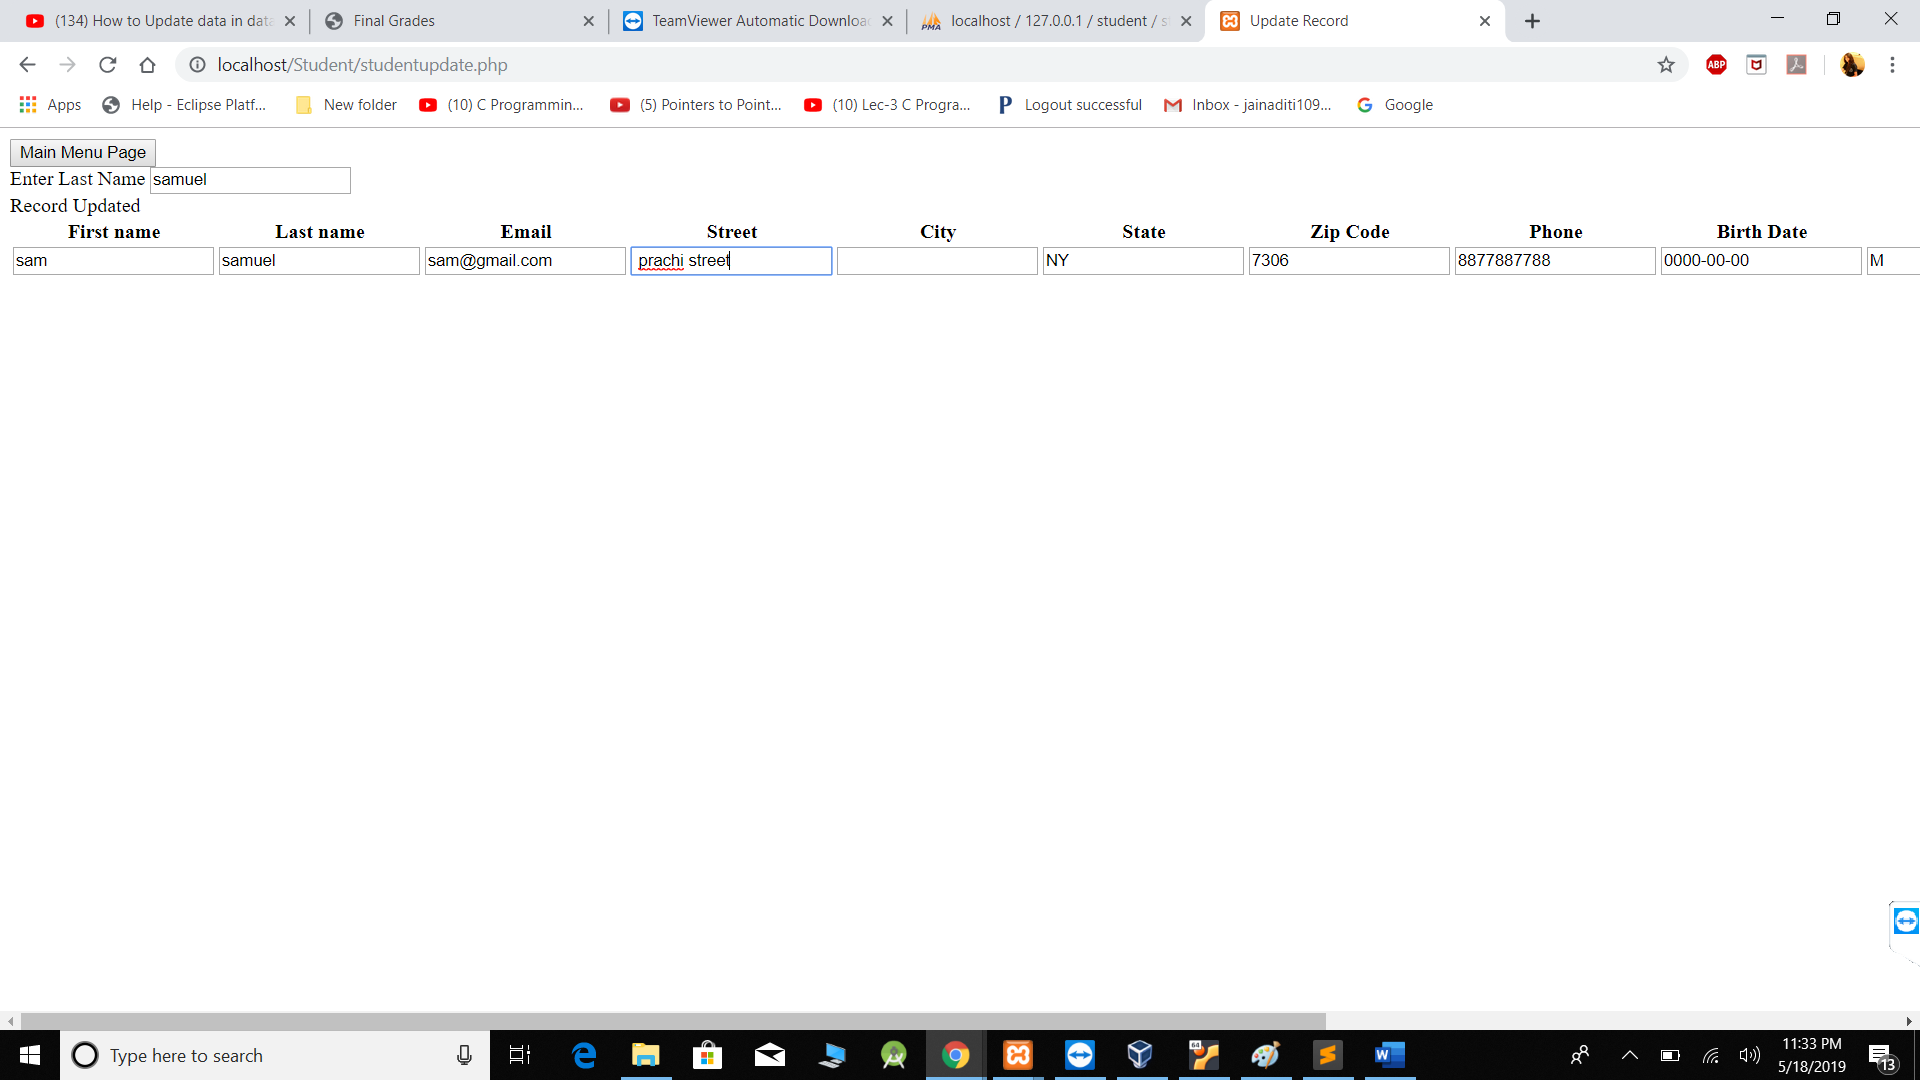 (134) How to Update data in data
Final Grades
TeamViewer Automatic Downloa
localhost / 127.0.0.1 / student / s
Update Record
localhost/Student/studentupdate.php
ABP
Apps
Help - Eclipse Platf...
New folder
(10) C Programmin...
(5) Pointers to Point...
(10) Lec-3 C Progra...
Logout successful
Inbox - jainaditi109...
Google
Main Menu Page
Enter Last Name samuel
Record Updated
First name Last name Email Street City State Zip Code Phone Birth Date
sam samuel sam@gmail.com prachi street NY 7306 8877887788 0000-00-00 M
Type here to search
11:33 PM
5/18/2019
13